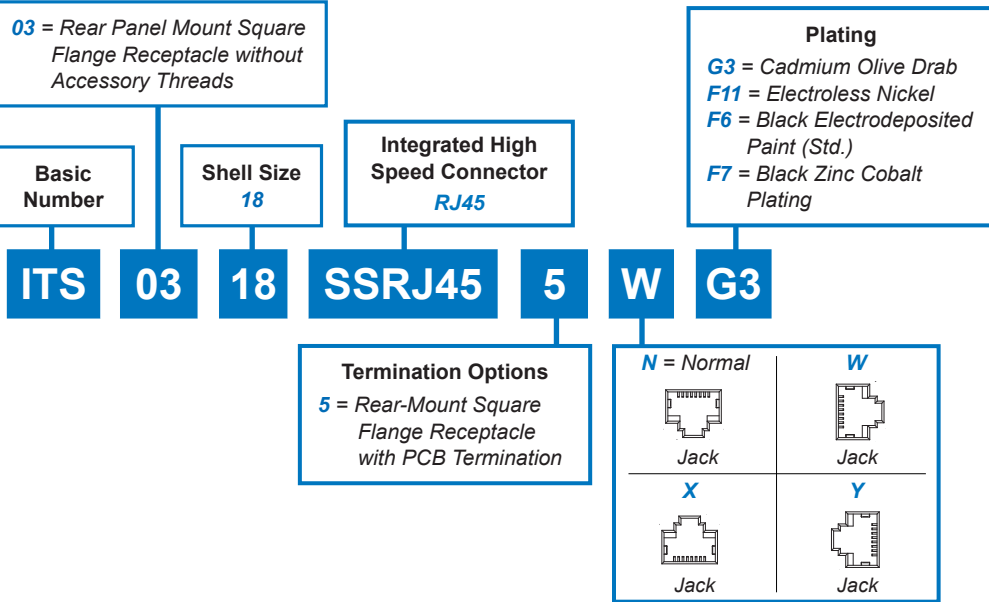 03 = Rear Panel Mount Square
Flange Receptacle without
Accessory Threads
Basic
Number
Shell Size
18
Integrated High
Speed Connector
RJ45
Plating
G3 = Cadmium Olive Drab
F11 = Electroless Nickel
F6 = Black Electrodeposited
Paint (Std.)
F7 = Black Zinc Cobalt
Plating
ITS 03 18 SSRJ45 5 W G3
Termination Options
5 = Rear-Mount Square
Flange Receptacle
with PCB Termination
N = Normal
Jack
W
Jack
X
Jack
Y
Jack